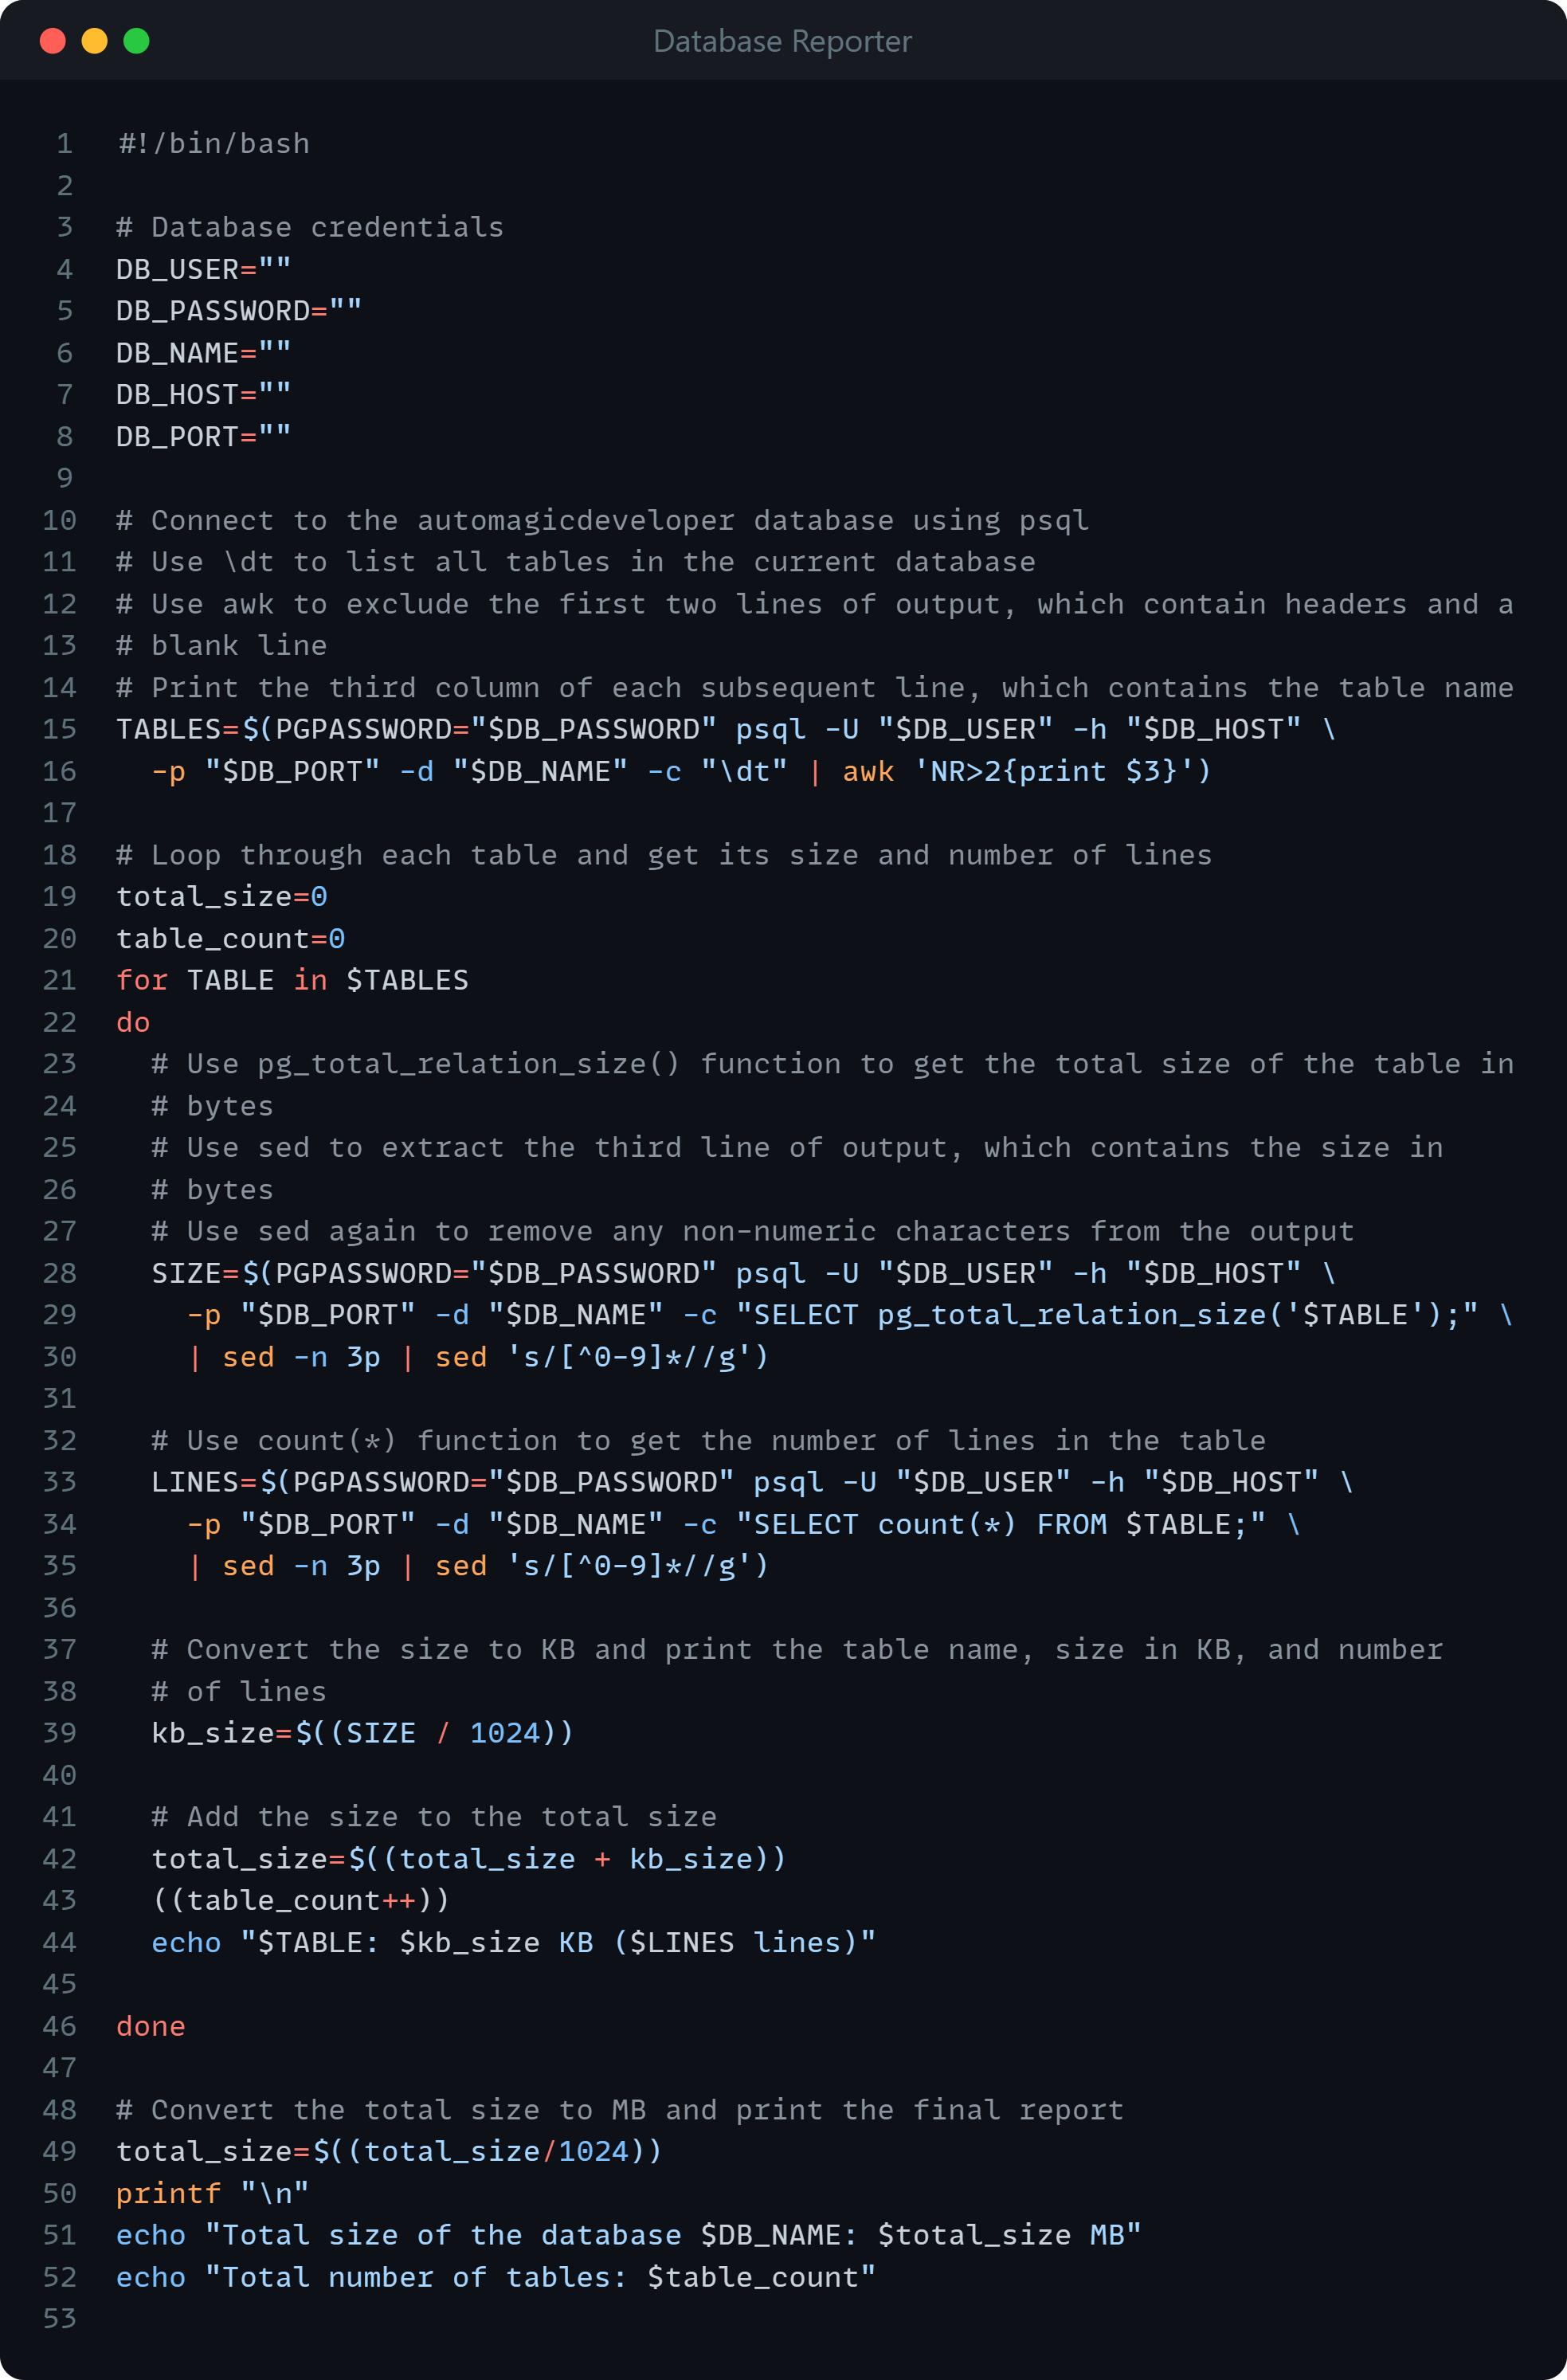 Database Reporter
1 #!/bin/bash
2
3 # Database credentials
4 DB_USER=""
5 DB_PASSWORD=""
6 DB_NAME=""
7 DB_HOST=""
8 DB_PORT=""
9
10 # Connect to the automagicdeveloper database using psql
11 # Use \dt to list all tables in the current database
12 # Use awk to exclude the first two lines of output, which contain headers and a
13 # blank line
14 # Print the third column of each subsequent line, which contains the table name
15 TABLES=$(PGPASSWORD="$DB_PASSWORD" psql -U "$DB_USER" -h "$DB_HOST" \
16   -p "$DB_PORT" -d "$DB_NAME" -c "\dt" | awk 'NR>2{print $3}')
17
18 # Loop through each table and get its size and number of lines
19 total_size=0
20 table_count=0
21 for TABLE in $TABLES
22 do
23   # Use pg_total_relation_size() function to get the total size of the table in
24   # bytes
25   # Use sed to extract the third line of output, which contains the size in
26   # bytes
27   # Use sed again to remove any non-numeric characters from the output
28   SIZE=$(PGPASSWORD="$DB_PASSWORD" psql -U "$DB_USER" -h "$DB_HOST" \
29     -p "$DB_PORT" -d "$DB_NAME" -c "SELECT pg_total_relation_size('$TABLE');" \
30     | sed -n 3p | sed 's/[^0-9]*//g')
31
32   # Use count(*) function to get the number of lines in the table
33   LINES=$(PGPASSWORD="$DB_PASSWORD" psql -U "$DB_USER" -h "$DB_HOST" \
34     -p "$DB_PORT" -d "$DB_NAME" -c "SELECT count(*) FROM $TABLE;" \
35     | sed -n 3p | sed 's/[^0-9]*//g')
36
37   # Convert the size to KB and print the table name, size in KB, and number
38   # of lines
39   kb_size=$((SIZE / 1024))
40
41   # Add the size to the total size
42   total_size=$((total_size + kb_size))
43   ((table_count++))
44   echo "$TABLE: $kb_size KB ($LINES lines)"
45
46 done
47
48 # Convert the total size to MB and print the final report
49 total_size=$((total_size/1024))
50 printf "\n"
51 echo "Total size of the database $DB_NAME: $total_size MB"
52 echo "Total number of tables: $table_count"
53